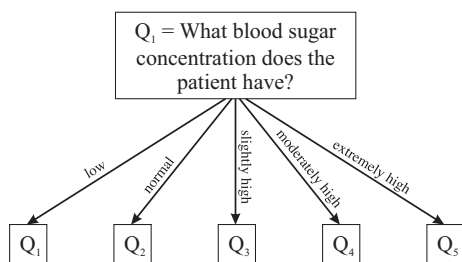 Q₁ = What blood sugar
concentration does the
patient have?
low
normal
slightly high
moderately high
extremely high
Q₁
Q₂
Q₃
Q₄
Q₅